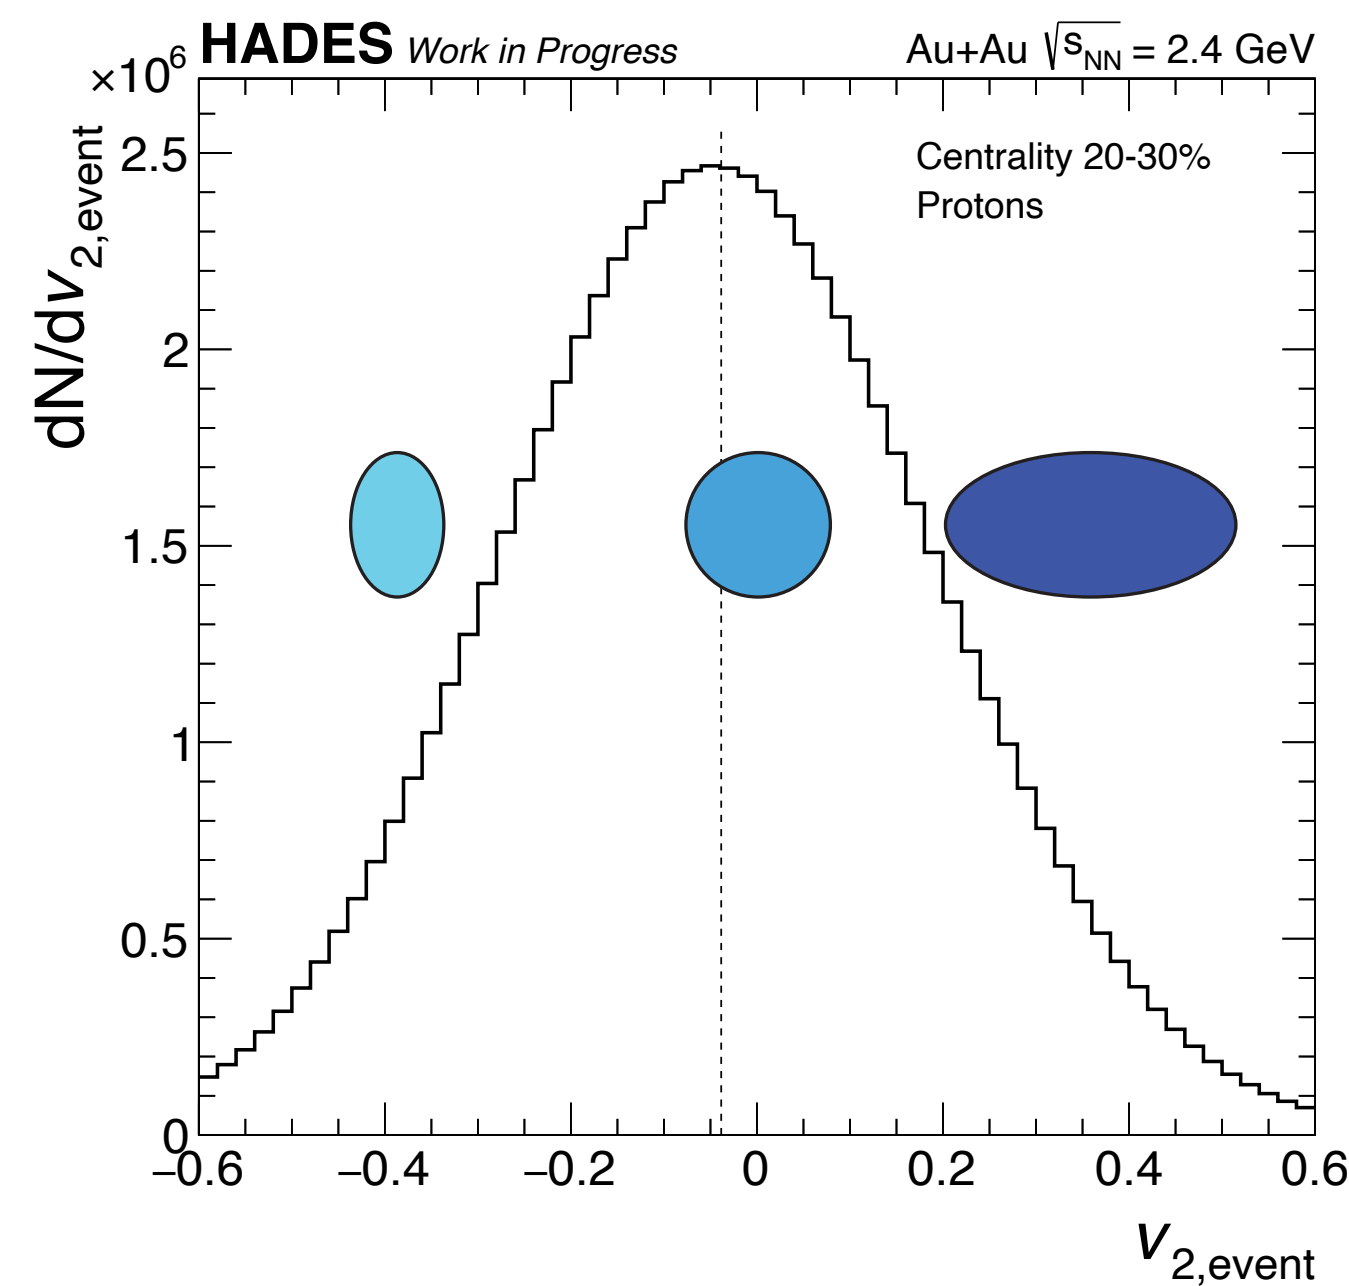 HADES Work in Progress
Au+Au √sNN = 2.4 GeV
×10⁶
dN/dv2,event
Centrality 20-30%
Protons
2.5
2
1.5
1
0.5
0
−0.6 −0.4 −0.2 0 0.2 0.4 0.6
v2,event